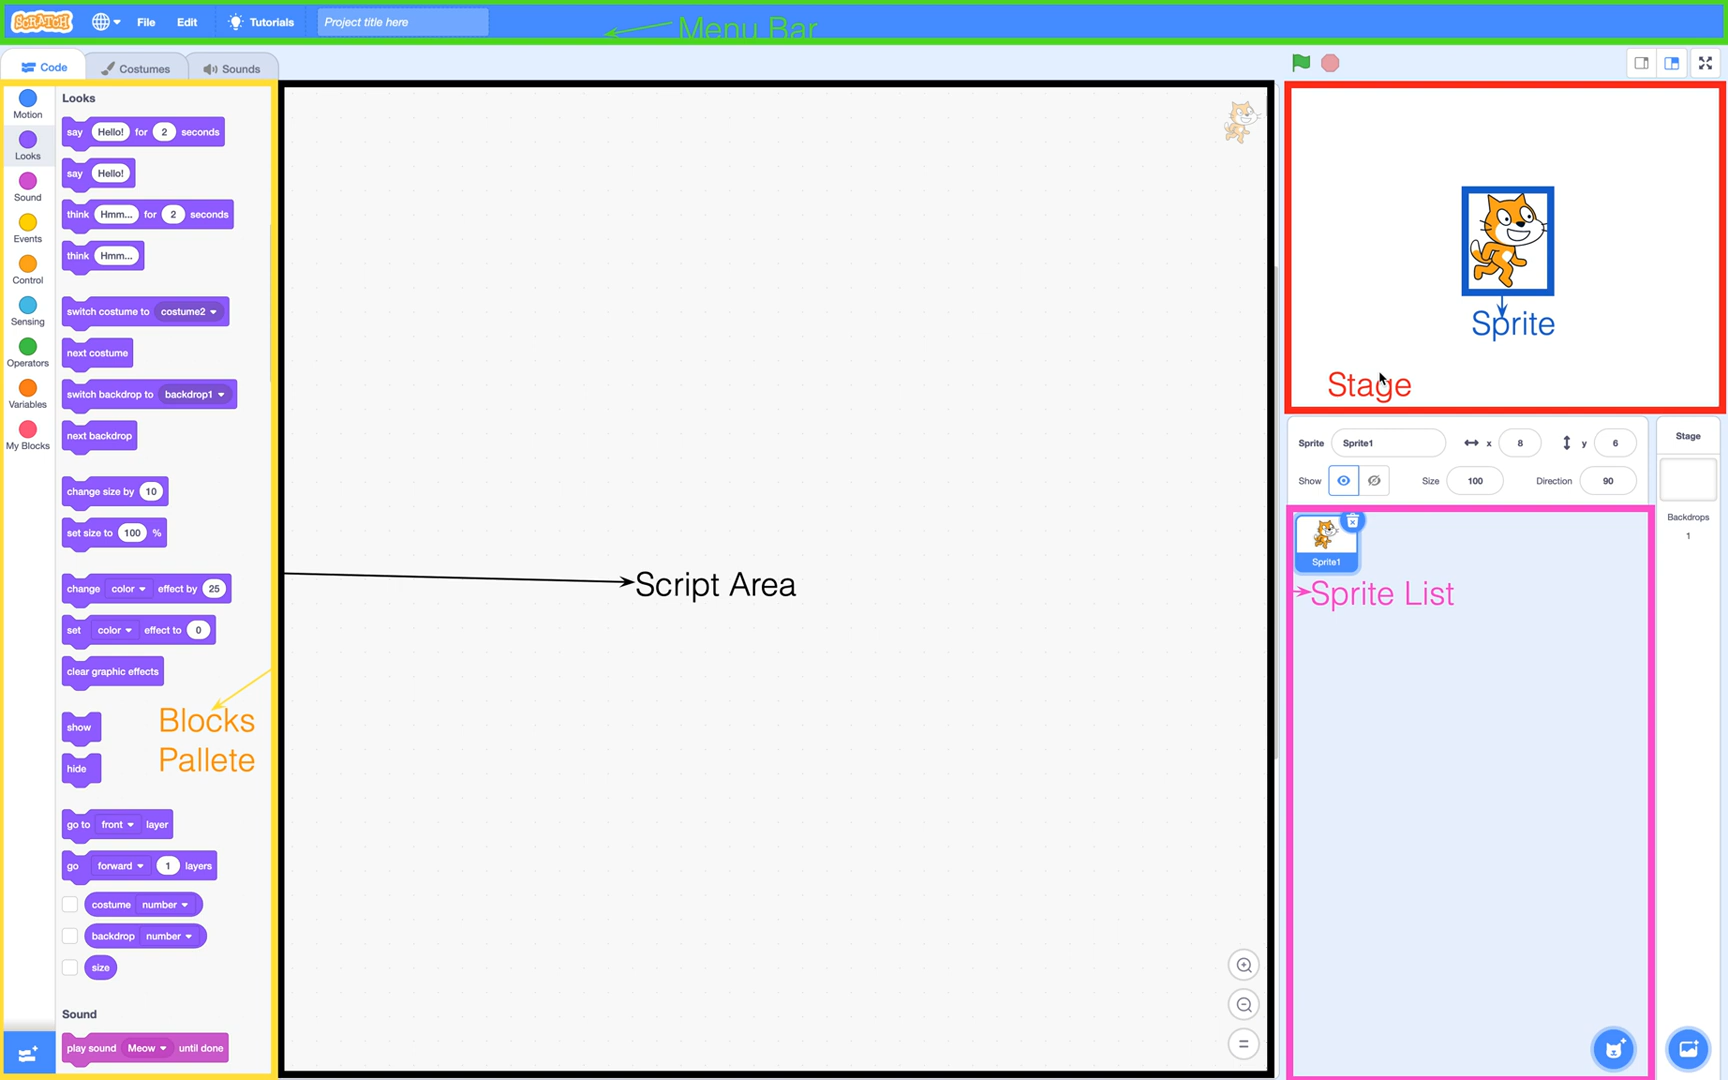 SCRATCH File Edit Tutorials Project title here
Menu Bar
Code Costumes Sounds
Motion
Looks
Sound
Events
Control
Sensing
Operators
Variables
My Blocks
Looks
say Hello! for 2 seconds
say Hello!
think Hmm... for 2 seconds
think Hmm...
switch costume to costume2
next costume
switch backdrop to backdrop1
next backdrop
change size by 10
set size to 100 %
change color effect by 25
set color effect to 0
clear graphic effects
show
hide
Blocks
Pallete
go to front layer
go forward 1 layers
costume number
backdrop number
size
Sound
play sound Meow until done
Script Area
Sprite
Stage
Sprite Sprite1 x 8 y 6
Show Size 100 Direction 90
Sprite1
Sprite List
Stage
Backdrops
1